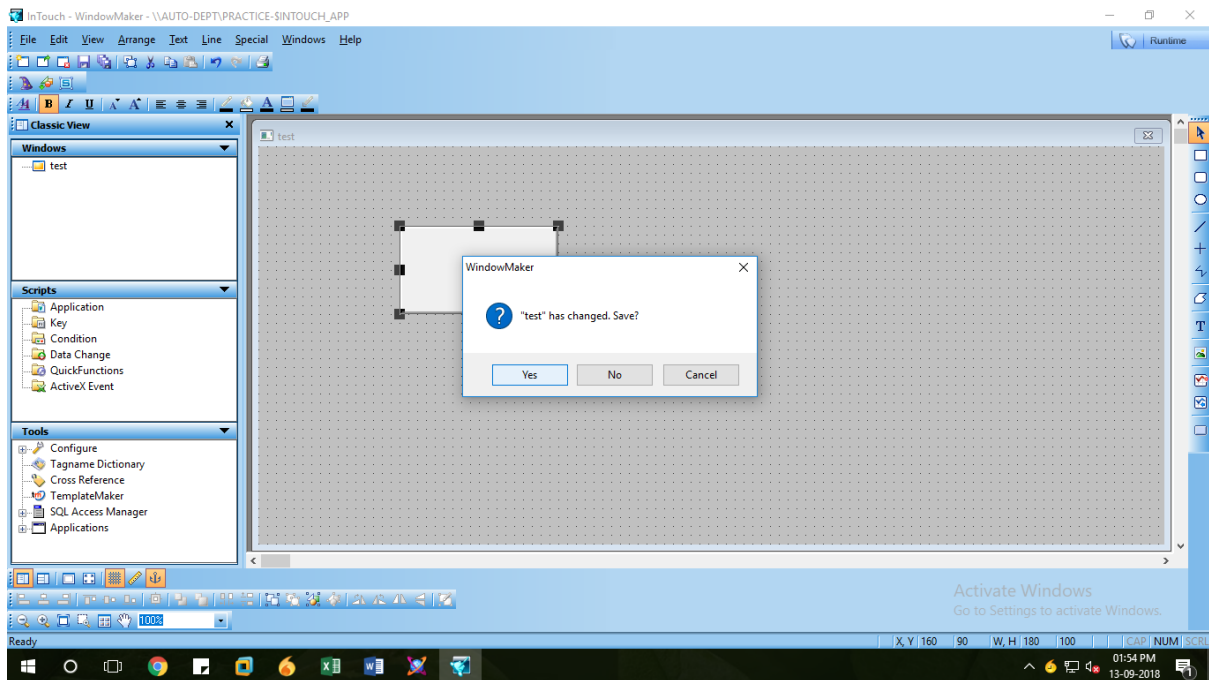 InTouch - WindowMaker - \\AUTO-DEPT\PRACTICE-$INTOUCH_APP
File Edit View Arrange Text Line Special Windows Help
Runtime
B I U A A A
Classic View
test
Windows
test
WindowMaker
"test" has changed. Save?
Yes No Cancel
Scripts
Application
Key
Condition
Data Change
QuickFunctions
ActiveX Event
T
Tools
Configure
Tagname Dictionary
Cross Reference
TemplateMaker
SQL Access Manager
Applications
100%
Activate Windows
Go to Settings to activate Windows.
Ready
X, Y 160 90 W, H 180 100 CAP NUM SCRL
01:54 PM
13-09-2018
1